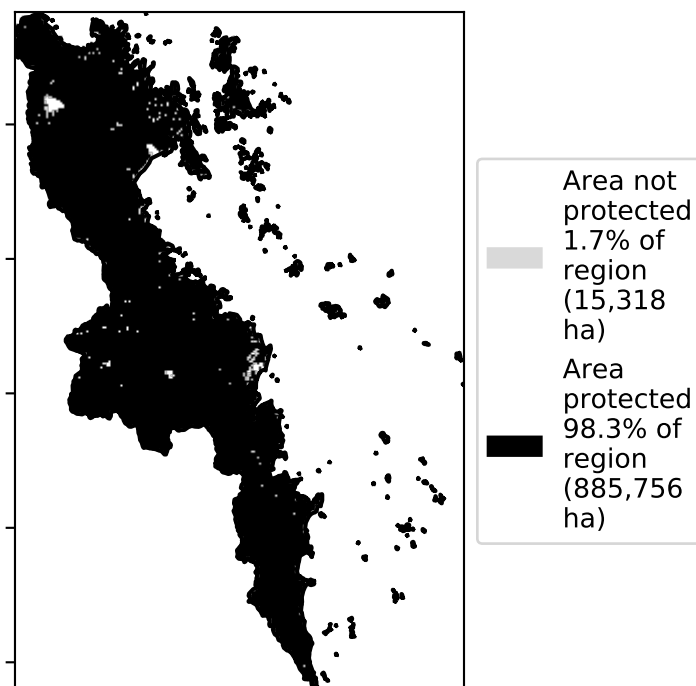 Area not
protected
1.7% of
region
(15,318
ha)
Area
protected
98.3% of
region
(885,756
ha)